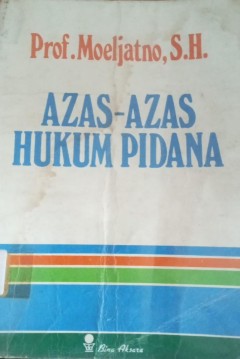 Prof. Moeljatno, S.H.
AZAS-AZAS
HUKUM PIDANA
Bina Aksara